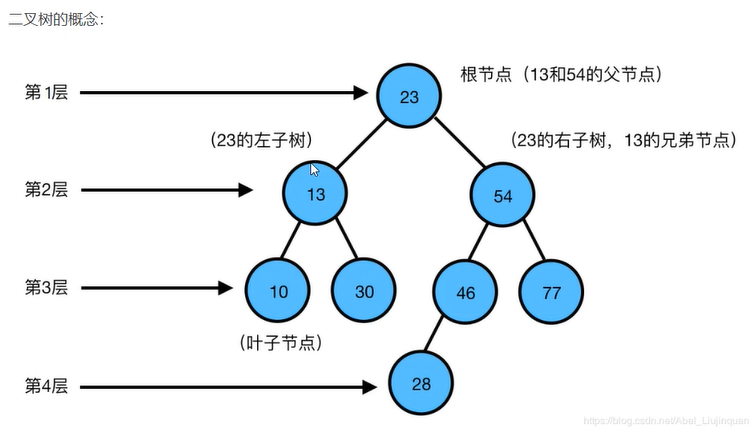 二叉树的概念：
第1层
23
根节点（13和54的父节点）
（23的左子树）
（23的右子树，13的兄弟节点）
第2层
13
54
第3层
10
30
46
77
（叶子节点）
第4层
28
https://blog.csdn.net/Abel_Liujinquan